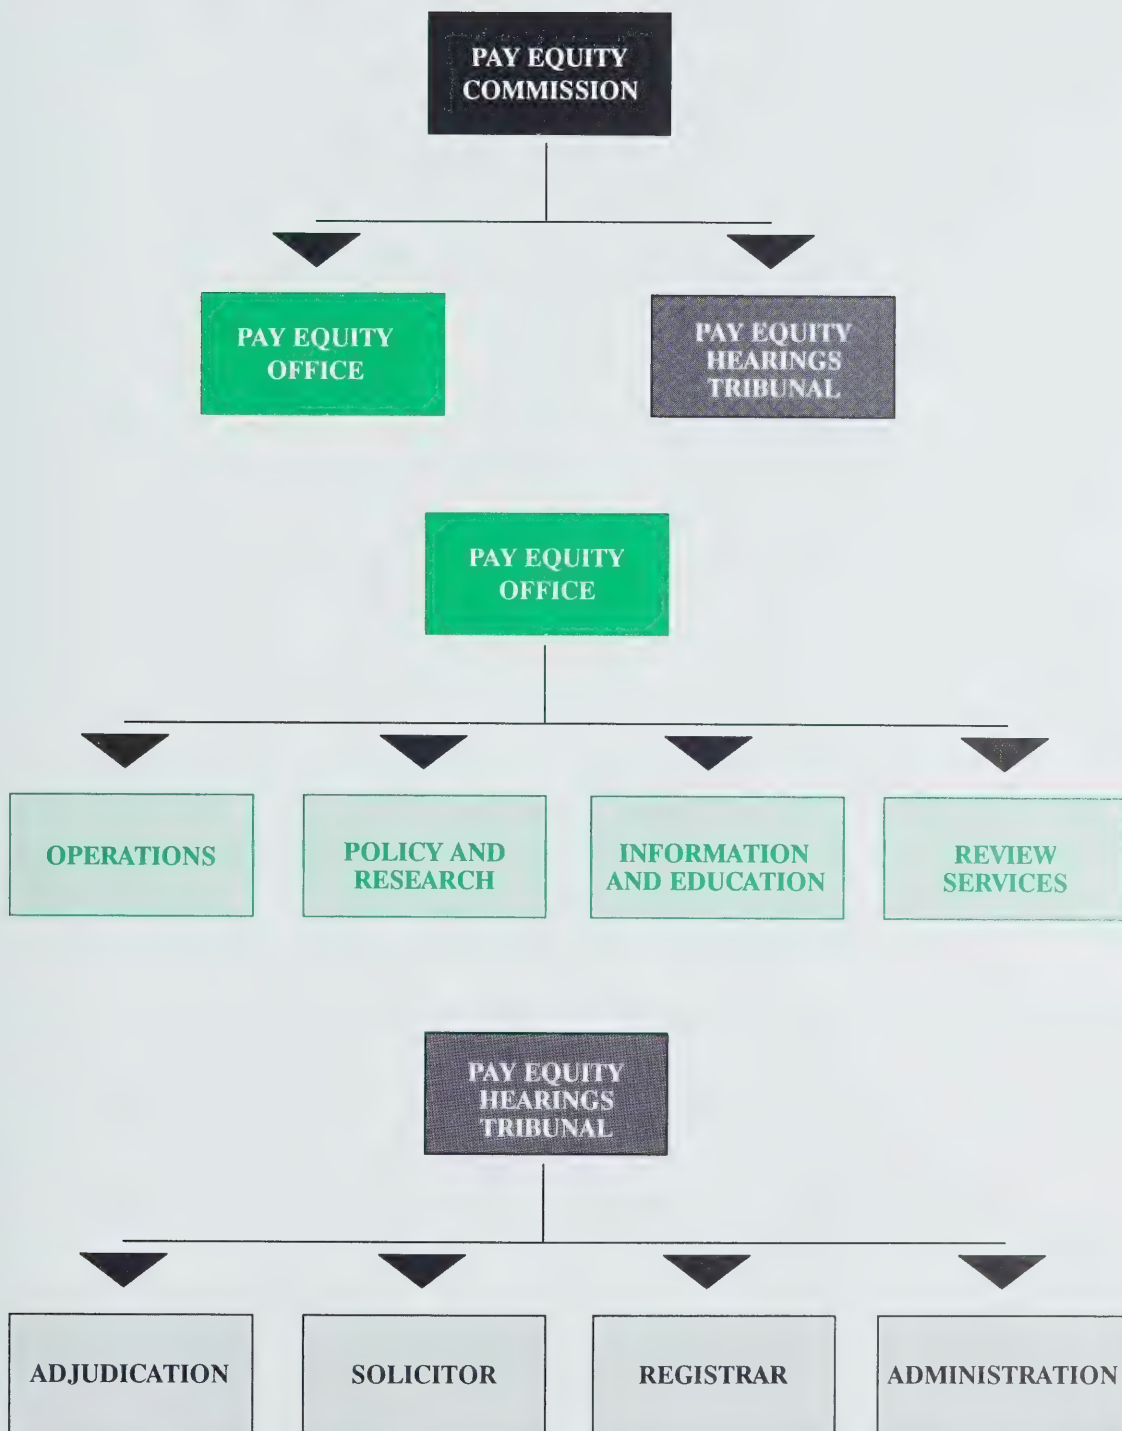 PAY EQUITY
COMMISSION
PAY EQUITY
OFFICE
PAY EQUITY
HEARINGS
TRIBUNAL
PAY EQUITY
OFFICE
OPERATIONS
POLICY AND
RESEARCH
INFORMATION
AND EDUCATION
REVIEW
SERVICES
PAY EQUITY
HEARINGS
TRIBUNAL
ADJUDICATION
SOLICITOR
REGISTRAR
ADMINISTRATION